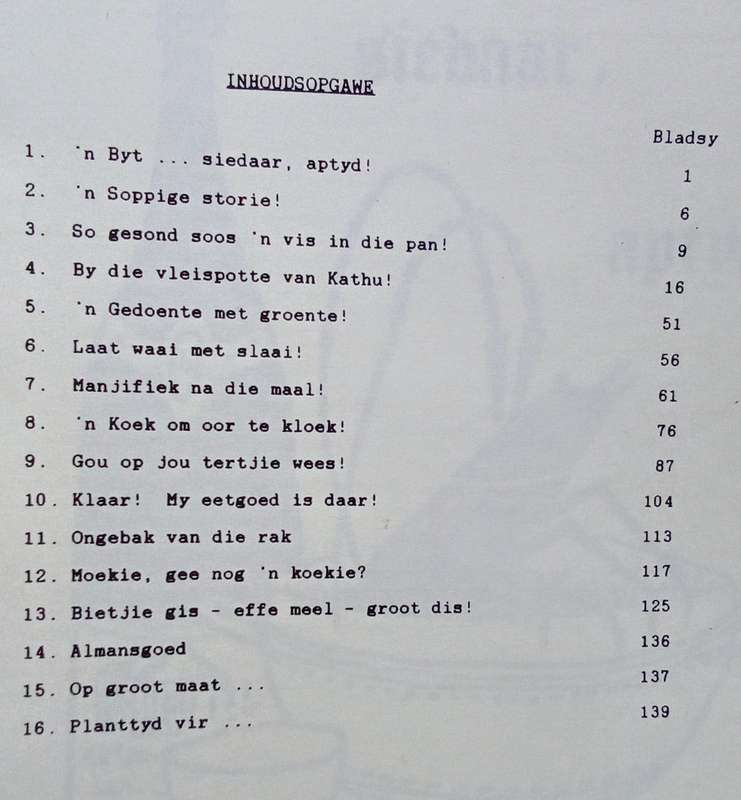 INHOUDSOPGAWE
Bladsy
1. 'n Byt ... siedaar, aptyd! 1
2. 'n Soppige storie! 6
3. So gesond soos 'n vis in die pan! 9
4. By die vleispotte van Kathu! 16
5. 'n Gedoente met groente! 51
6. Laat waai met slaai! 56
7. Manjifiek na die maal! 61
8. 'n Koek om oor te kloek! 76
9. Gou op jou tertjie wees! 87
10. Klaar! My eetgoed is daar! 104
11. Ongebak van die rak 113
12. Moekie, gee nog 'n koekie? 117
13. Bietjie gis - effe meel - groot dis! 125
14. Almansgoed 136
15. Op groot maat ... 137
16. Planttyd vir ... 139